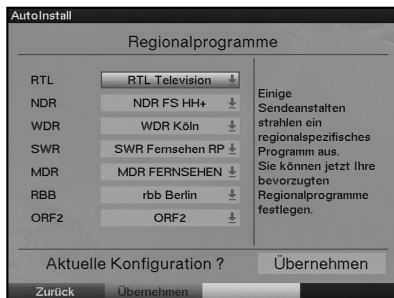 AutoInstall
Regionalprogramme
RTL RTL Television
NDR NDR FS HH+
WDR WDR Köln
SWR SWR Fernsehen RP
MDR MDR FERNSEHEN
RBB rbb Berlin
ORF2 ORF2
Einige
Sendeanstalten
strahlen ein
regionalspezifisches
Programm aus.
Sie können jetzt Ihre
bevorzugten
Regionalprogramme
festlegen.
Aktuelle Konfiguration ? Übernehmen
Zurück Übernehmen